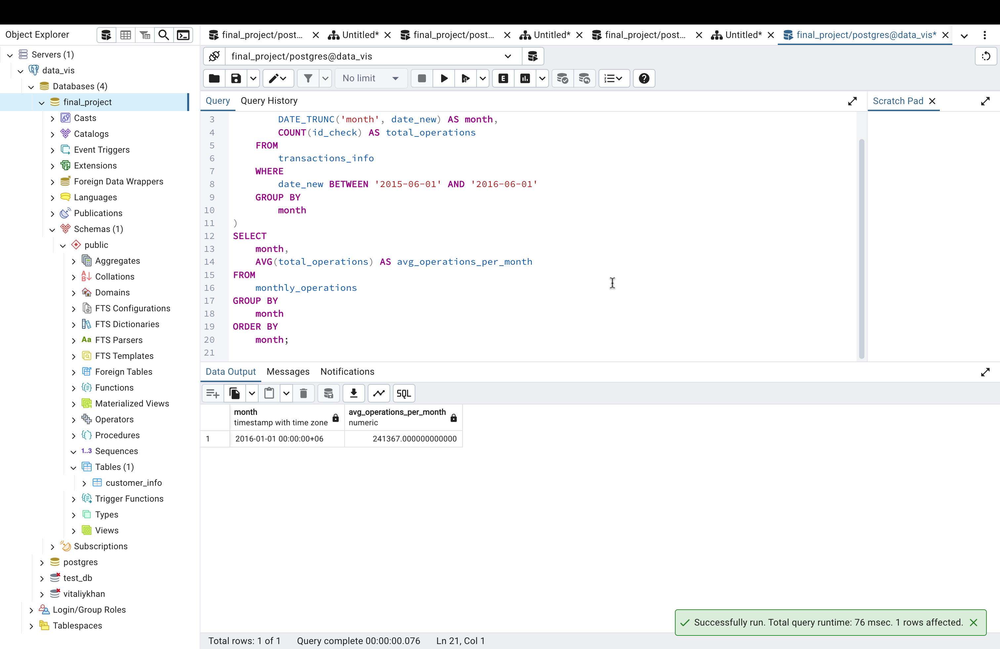 Object Explorer
final_project/post...
Untitled*
final_project/post...
Untitled*
final_project/post...
Untitled*
final_project/postgres@data_vis*
Servers (1)
data_vis
Databases (4)
final_project
Casts
Catalogs
Event Triggers
Extensions
Foreign Data Wrappers
Languages
Publications
Schemas (1)
public
Aggregates
Collations
Domains
FTS Configurations
FTS Dictionaries
Aa FTS Parsers
FTS Templates
Foreign Tables
Functions
Materialized Views
Operators
Procedures
1..3 Sequences
Tables (1)
customer_info
Trigger Functions
Types
Views
Subscriptions
postgres
test_db
vitaliykhan
Login/Group Roles
Tablespaces
final_project/postgres@data_vis
No limit
E
Query Query History
Scratch Pad
3 DATE_TRUNC('month', date_new) AS month,
4 COUNT(id_check) AS total_operations
5 FROM
6 transactions_info
7 WHERE
8 date_new BETWEEN '2015-06-01' AND '2016-06-01'
9 GROUP BY
10 month
11 )
12 SELECT
13 month,
14 AVG(total_operations) AS avg_operations_per_month
15 FROM
16 monthly_operations
17 GROUP BY
18 month
19 ORDER BY
20 month;
21
Data Output Messages Notifications
SQL
month avg_operations_per_month
timestamp with time zone numeric
1 2016-01-01 00:00:00+06 241367.000000000000
Successfully run. Total query runtime: 76 msec. 1 rows affected.
Total rows: 1 of 1 Query complete 00:00:00.076 Ln 21, Col 1